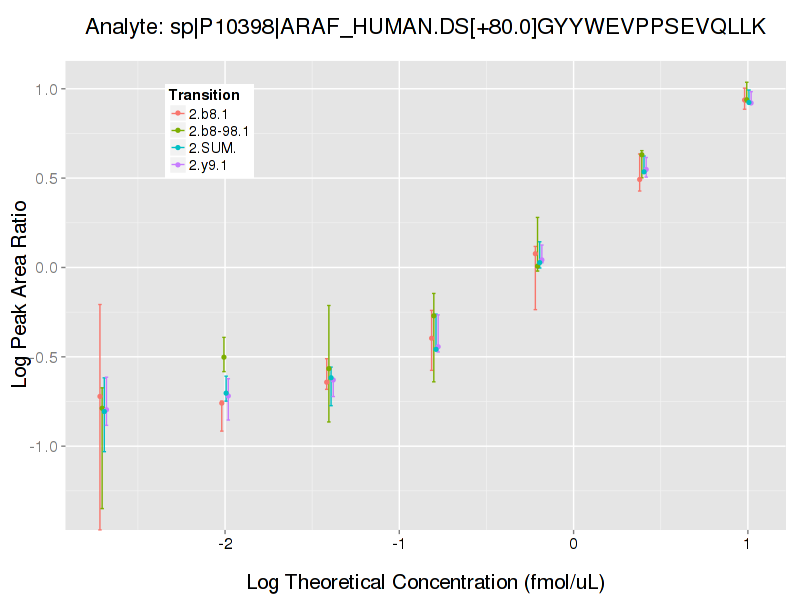 Analyte: sp|P10398|ARAF_HUMAN.DS[+80.0]GYYWEVPPSEVQLLK
Log Peak Area Ratio
1.0
0.5
0.0
-0.5
-1.0
Transition
2.b8.1
2.b8-98.1
2.SUM.
2.y9.1
-2
-1
0
1
Log Theoretical Concentration (fmol/uL)